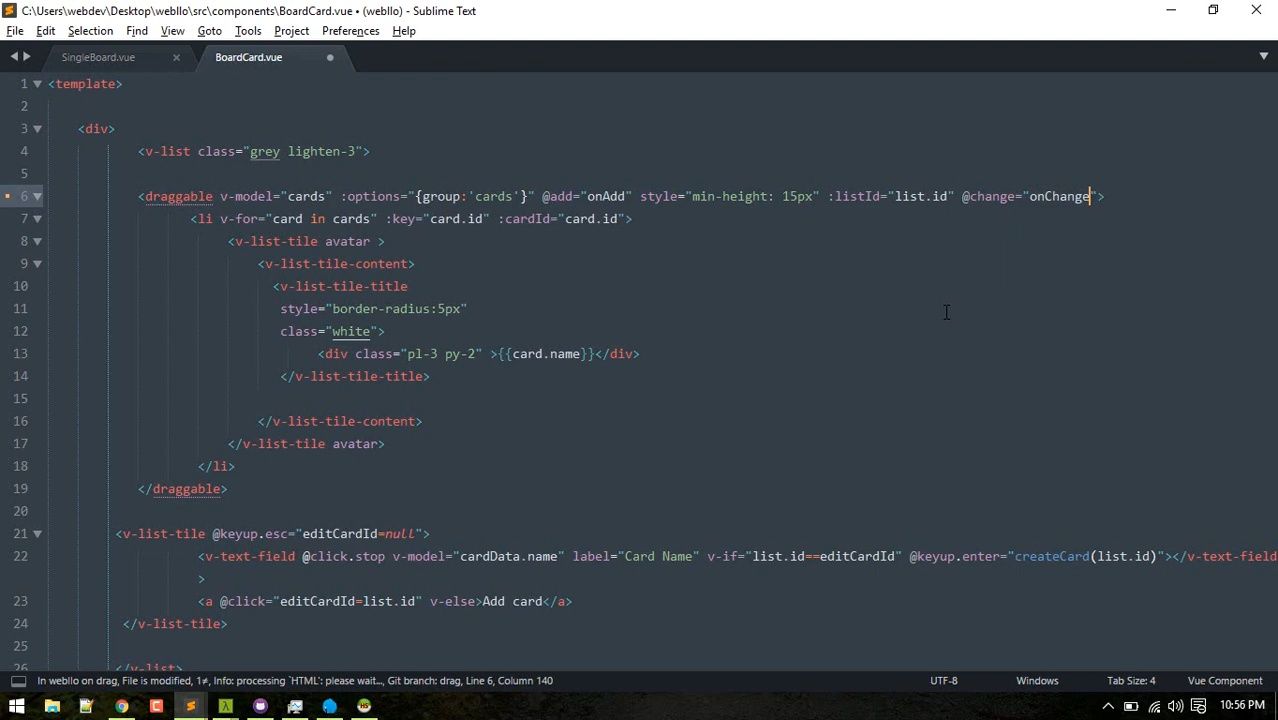 C:\Users\webdev\Desktop\webllo\src\components\BoardCard.vue • (webllo) - Sublime Text
File Edit Selection Find View Goto Tools Project Preferences Help
SingleBoard.vue × BoardCard.vue
1 <template>
2
3 <div>
4 <v-list class="grey lighten-3">
5
6 <draggable v-model="cards" :options="{group:'cards'}" @add="onAdd" style="min-height: 15px" :listId="list.id" @change="onChange">
7 <li v-for="card in cards" :key="card.id" :cardId="card.id">
8 <v-list-tile avatar >
9 <v-list-tile-content>
10 <v-list-tile-title
11 style="border-radius:5px"
12 class="white">
13 <div class="pl-3 py-2" >{{card.name}}</div>
14 </v-list-tile-title>
15
16 </v-list-tile-content>
17 </v-list-tile avatar>
18 </li>
19 </draggable>
20
21 <v-list-tile @keyup.esc="editCardId=null">
22 <v-text-field @click.stop v-model="cardData.name" label="Card Name" v-if="list.id==editCardId" @keyup.enter="createCard(list.id)"></v-text-field
>
23 <a @click="editCardId=list.id" v-else>Add card</a>
24 </v-list-tile>
25
26 </v-list>
In webllo on drag, File is modified, 1≠, Info: processing `HTML': please wait…, Git branch: drag, Line 6, Column 140 UTF-8 Windows Tab Size: 4 Vue Component
10:56 PM